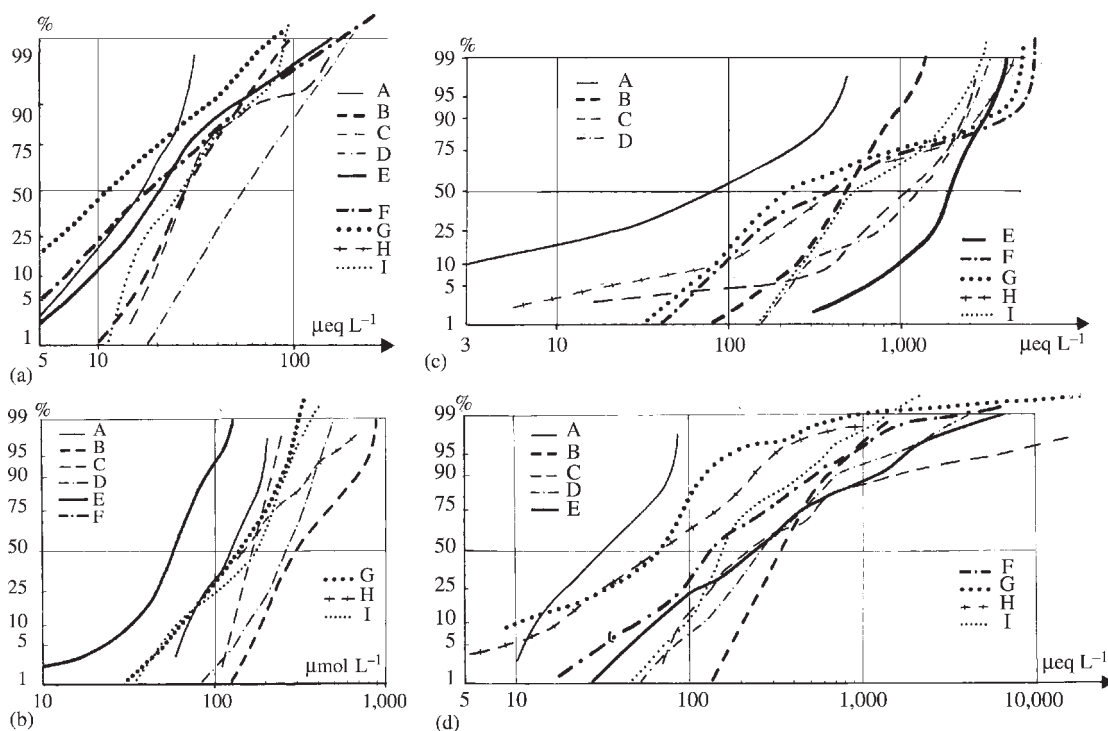 %
99
90
75
50
25
10
5
1
5
10
100
μeq L⁻¹
A
B
C
D
E
F
G
H
I
(a)
%
99
95
90
75
50
25
10
5
1
3
10
100
1,000
μeq L⁻¹
A
B
C
D
E
F
G
H
I
(c)
%
99
95
90
75
50
25
10
5
1
10
100
1,000
μmol L⁻¹
A
B
C
D
E
F
G
H
I
(b)
%
99
95
90
75
50
25
10
5
1
5
10
100
1,000
10,000
μeq L⁻¹
A
B
C
D
E
F
G
H
I
(d)